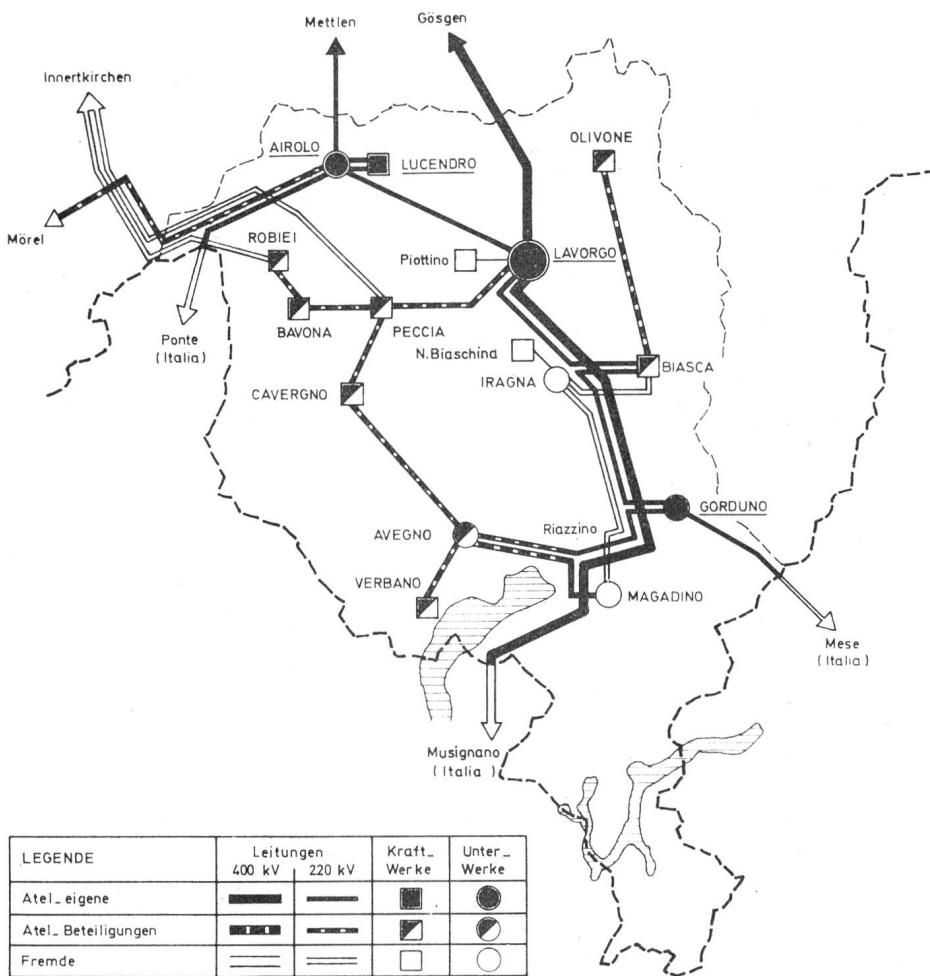 Mettlen
Gösgen
Innertkirchen
OLIVONE
AIROLO
LUCENDRO
Mörel
ROBIEI
Piottino
LAVORGO
Ponte
(Italia)
BAVONA
PECCIA
N.Biaschina
BIASCA
IRAGNA
CAVERGNO
GORDUNO
Riazzino
AVEGNO
VERBANO
MAGADINO
Mese
(Italia)
Musignano
(Italia)
LEGENDE
Leitungen
400 kV 220 kV
Kraft_
Werke
Unter_
Werke
Atel_eigene
Atel_Beteiligungen
Fremde